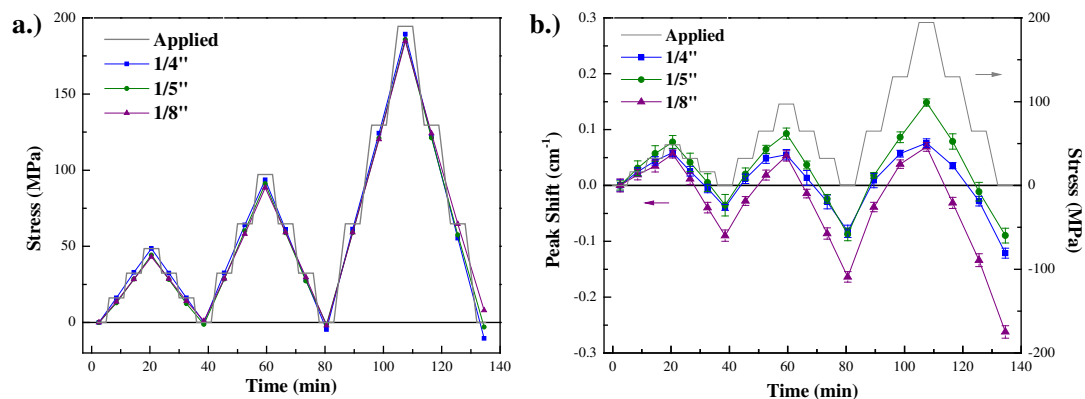 a.)
200
150
100
50
0
Stress (MPa)
Applied
1/4"
1/5"
1/8"
0 20 40 60 80 100 120 140
Time (min)
b.)
0.3
0.2
0.1
0.0
-0.1
-0.2
-0.3
Peak Shift (cm⁻¹)
Applied
1/4"
1/5"
1/8"
200
100
0
-100
-200
Stress (MPa)
0 20 40 60 80 100 120 140
Time (min)